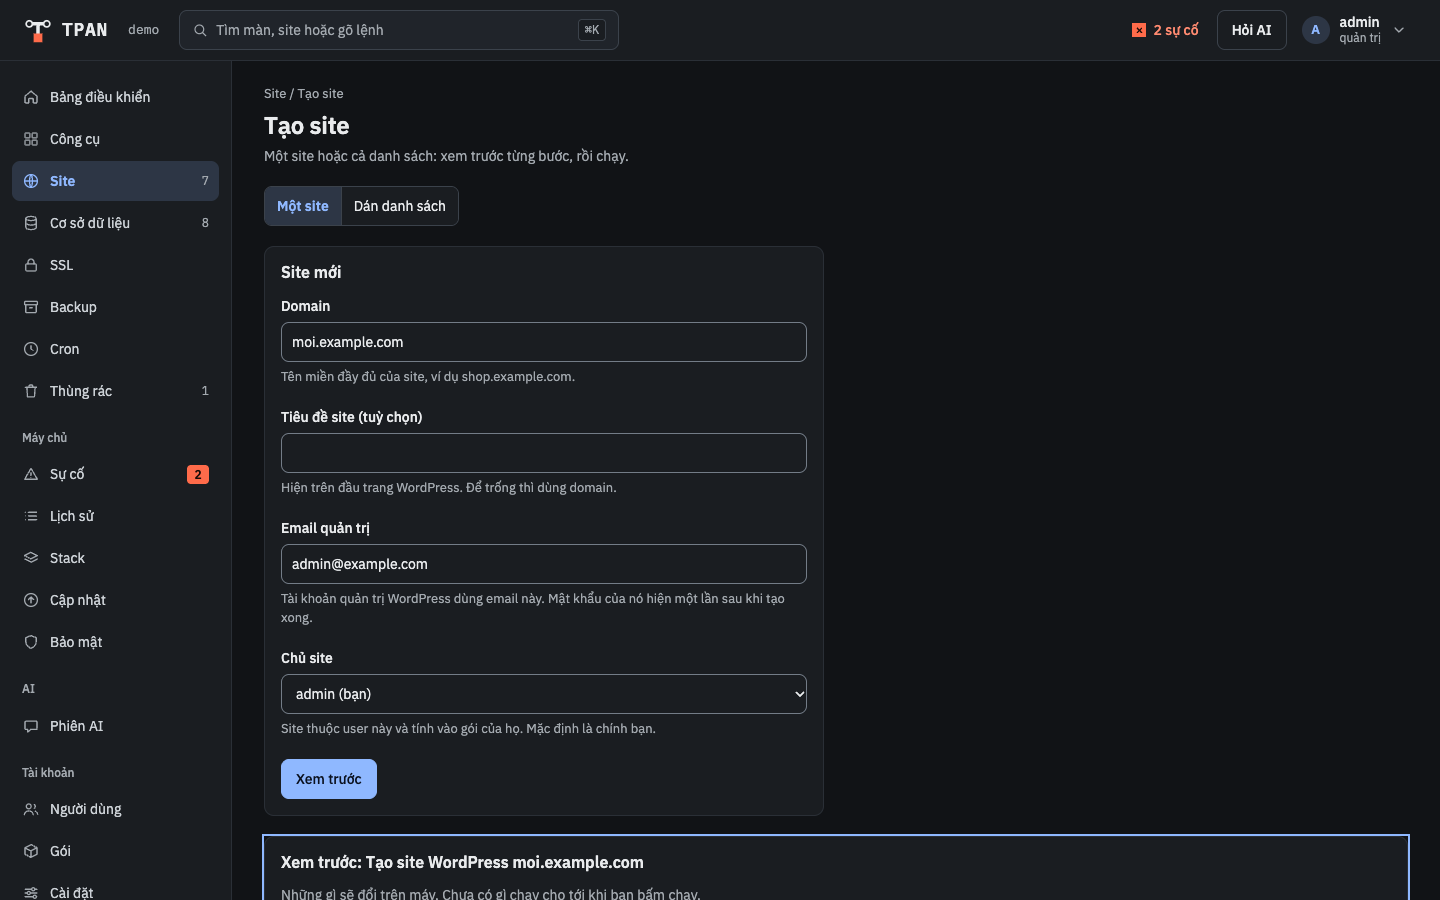 TPAN
demo
Tìm màn, site hoặc gõ lệnh
⌘K
2 sự cố
Hỏi AI
A
admin
quản trị
Bảng điều khiển
Công cụ
Site 7
Cơ sở dữ liệu 8
SSL
Backup
Cron
Thùng rác 1
Máy chủ
Sự cố 2
Lịch sử
Stack
Cập nhật
Bảo mật
AI
Phiên AI
Tài khoản
Người dùng
Gói
Cài đặt
Site / Tạo site
Tạo site
Một site hoặc cả danh sách: xem trước từng bước, rồi chạy.
Một site
Dán danh sách
Site mới
Domain
moi.example.com
Tên miền đầy đủ của site, ví dụ shop.example.com.
Tiêu đề site (tuỳ chọn)
Hiện trên đầu trang WordPress. Để trống thì dùng domain.
Email quản trị
admin@example.com
Tài khoản quản trị WordPress dùng email này. Mật khẩu của nó hiện một lần sau khi tạo
xong.
Chủ site
admin (bạn)
Site thuộc user này và tính vào gói của họ. Mặc định là chính bạn.
Xem trước
Xem trước: Tạo site WordPress moi.example.com
Những gì sẽ đổi trên máy. Chưa có gì chạy cho tới khi bạn bấm chạy.